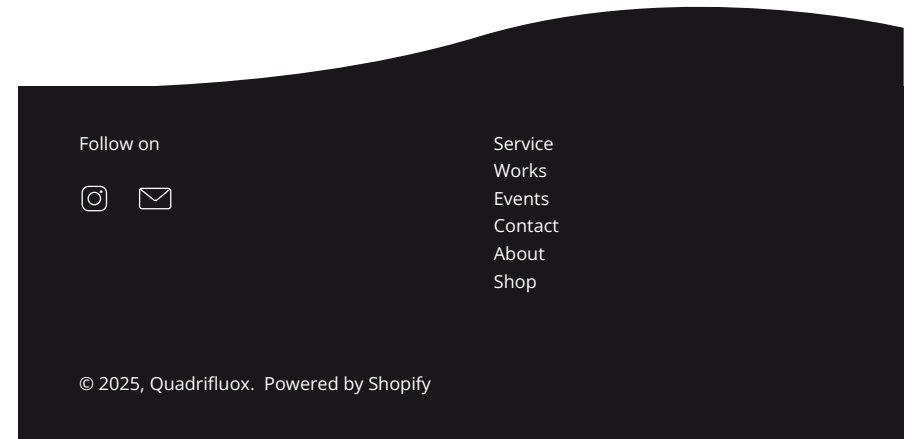 Follow on
Service
Works
Events
Contact
About
Shop
© 2025, Quadrifluox. Powered by Shopify